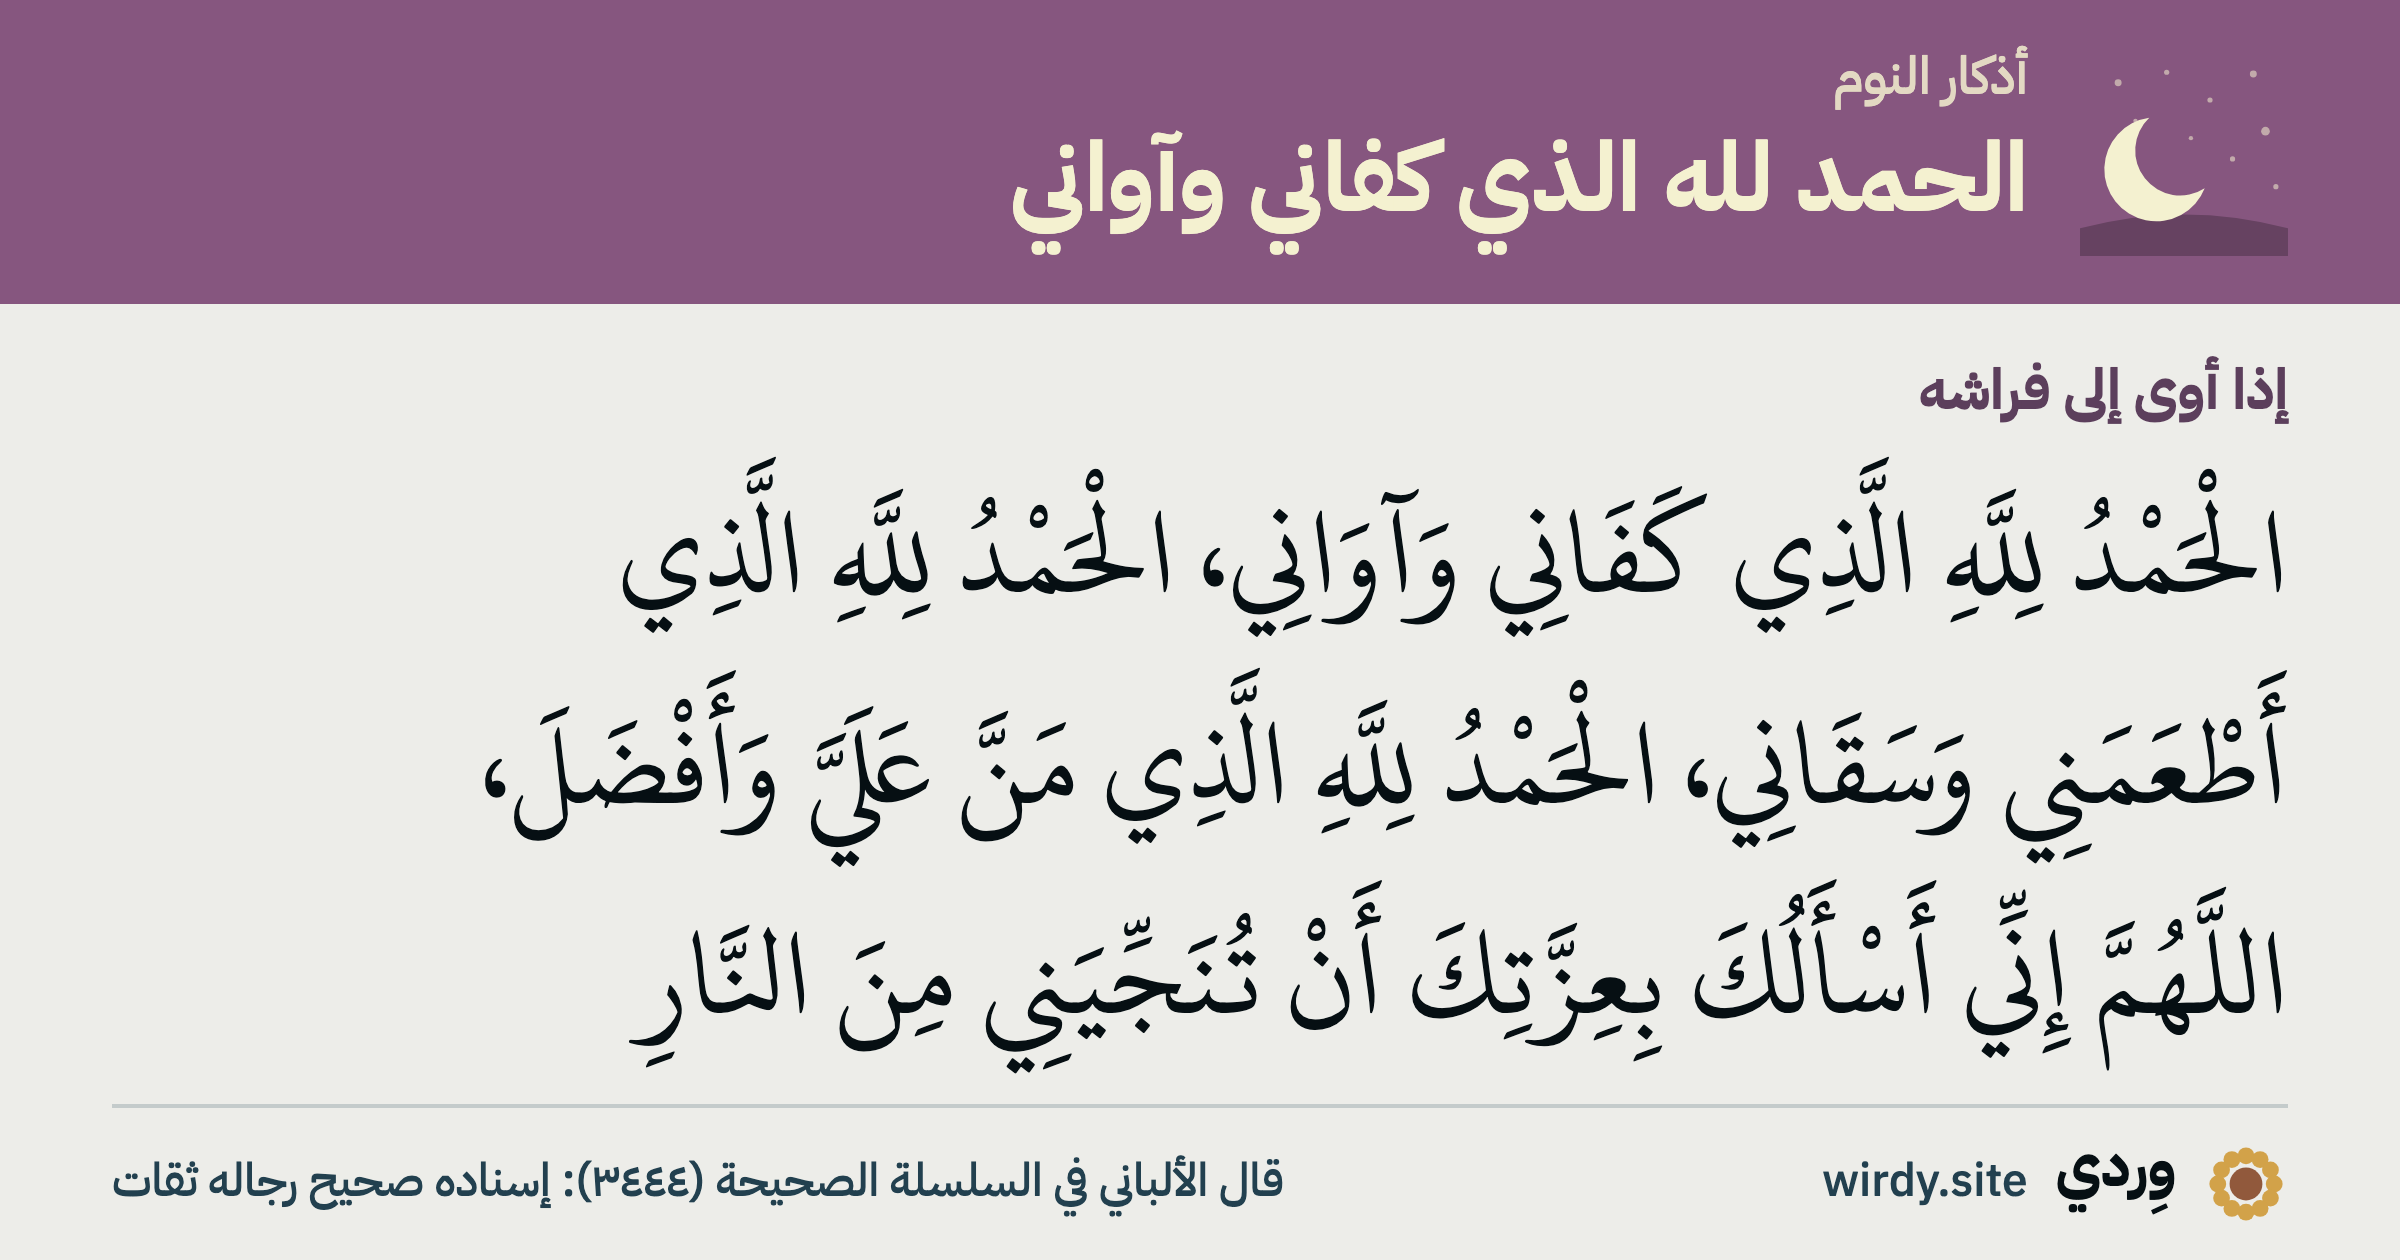 أذكار النوم
الحمد لله الذي كفاني وآواني
إذا أوى إلى فراشه
الْحَمْدُ لِلَّهِ الَّذِي كَفَانِي وَآوَانِي، الْحَمْدُ لِلَّهِ الَّذِي
أَطْعَمَنِي وَسَقَانِي، الْحَمْدُ لِلَّهِ الَّذِي مَنَّ عَلَيَّ وَأَفْضَلَ،
اللَّهُمَّ إِنِّي أَسْأَلُكَ بِعِزَّتِكَ أَنْ تُنَجِّيَنِي مِنَ النَّارِ
وِردي wirdy.site
قال الألباني في السلسلة الصحيحة (٣٤٤٤): إسناده صحيح رجاله ثقات